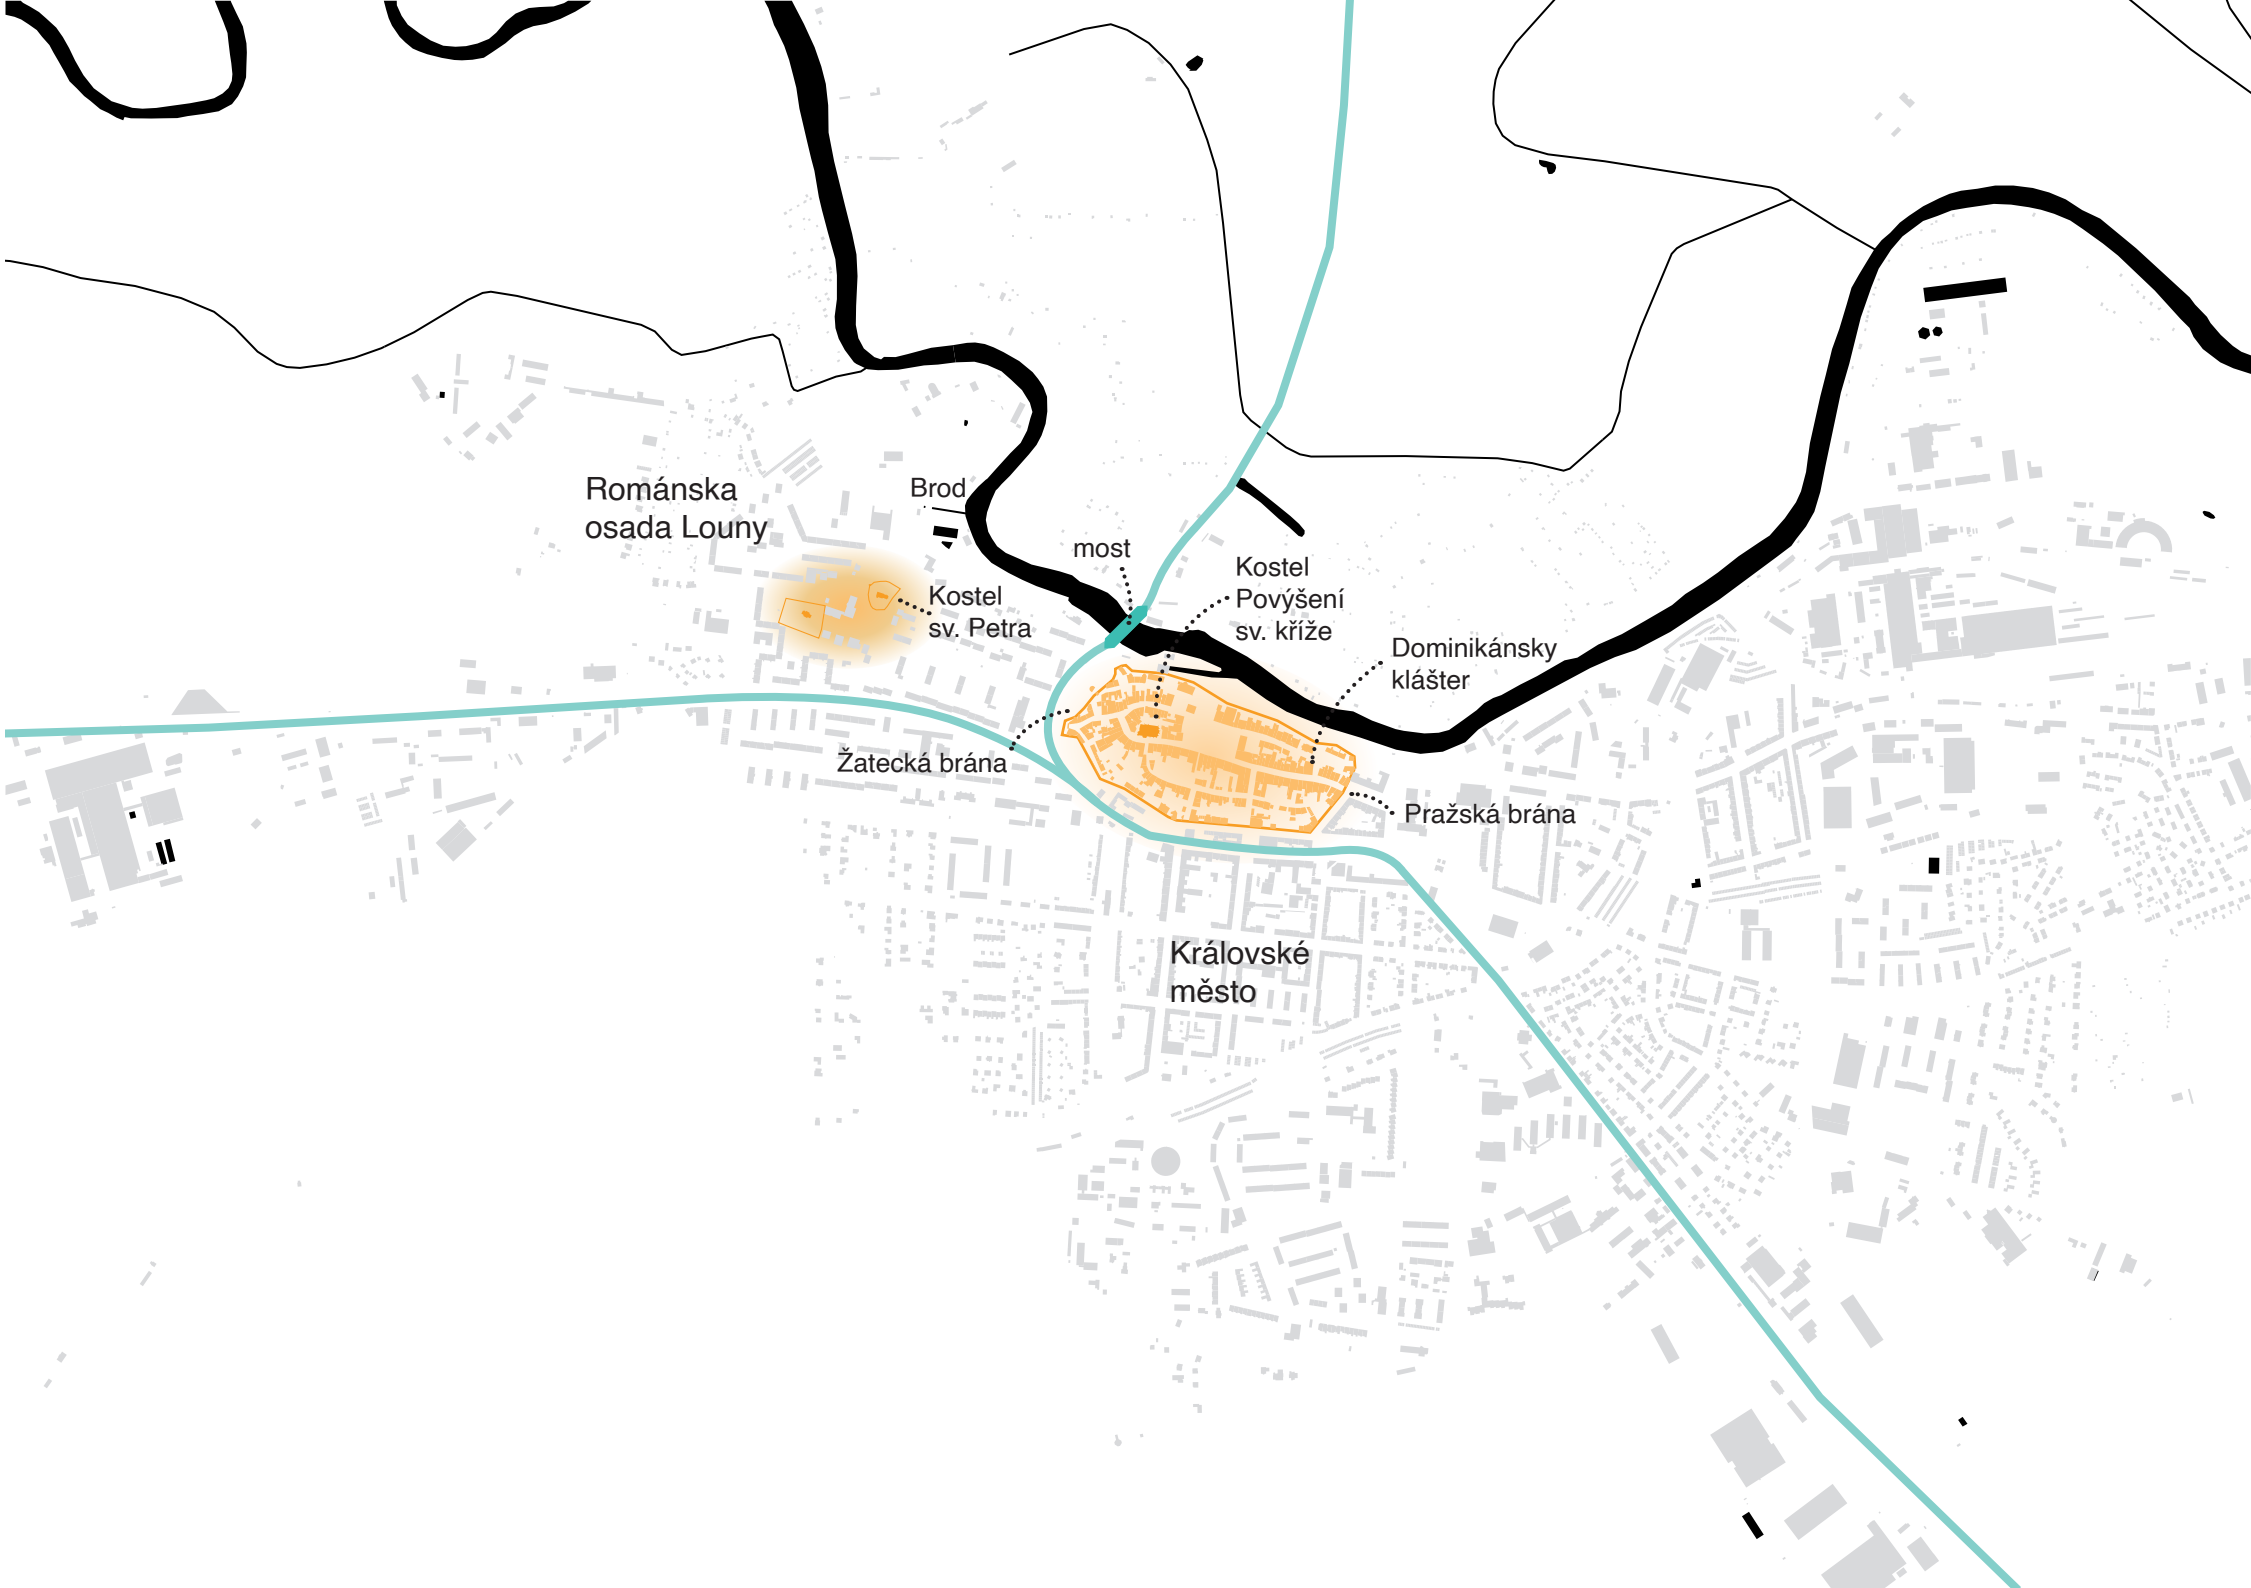 Románska
osada Louny
Brod
most
Kostel
Povýšení
sv. kříže
Kostel
sv. Petra
Dominikánsky
klášter
Žatecká brána
Pražská brána
Královské
město